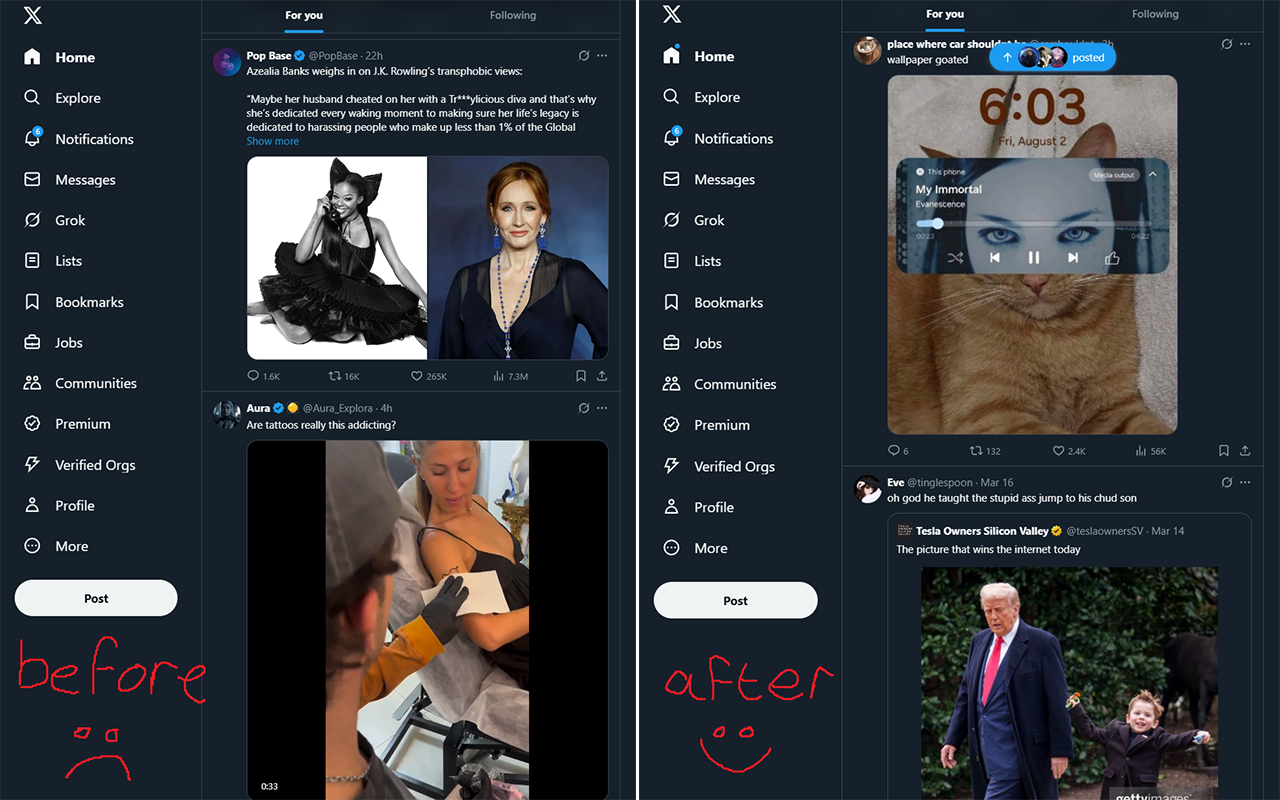 For you
Following
Home
Explore
6
Notifications
Messages
Grok
Lists
Bookmarks
Jobs
Communities
Premium
Verified Orgs
Profile
More
Post
before
Pop Base @PopBase · 22h
Azealia Banks weighs in on J.K. Rowling's transphobic views:
"Maybe her husband cheated on her with a Tr***ylicious diva and that's why
she's dedicated every waking moment to making sure her life's legacy is
dedicated to harassing people who make up less than 1% of the Global
Show more
1.6K 16K 265K 7.3M
Aura @Aura_Explora · 4h
Are tattoos really this addicting?
0:33
For you
Following
Home
Explore
6
Notifications
Messages
Grok
Lists
Bookmarks
Jobs
Communities
Premium
Verified Orgs
Profile
More
Post
after
place where car shouldn't be
posted
wallpaper goated
6:03
Fri, August 2
This phone
Media output
My Immortal
Evanescence
00:23 04:22
6 132 2.4K 56K
Eve @tinglespoon · Mar 16
oh god he taught the stupid ass jump to his chud son
Tesla Owners Silicon Valley @teslaownersSV · Mar 14
The picture that wins the internet today
gettyimages